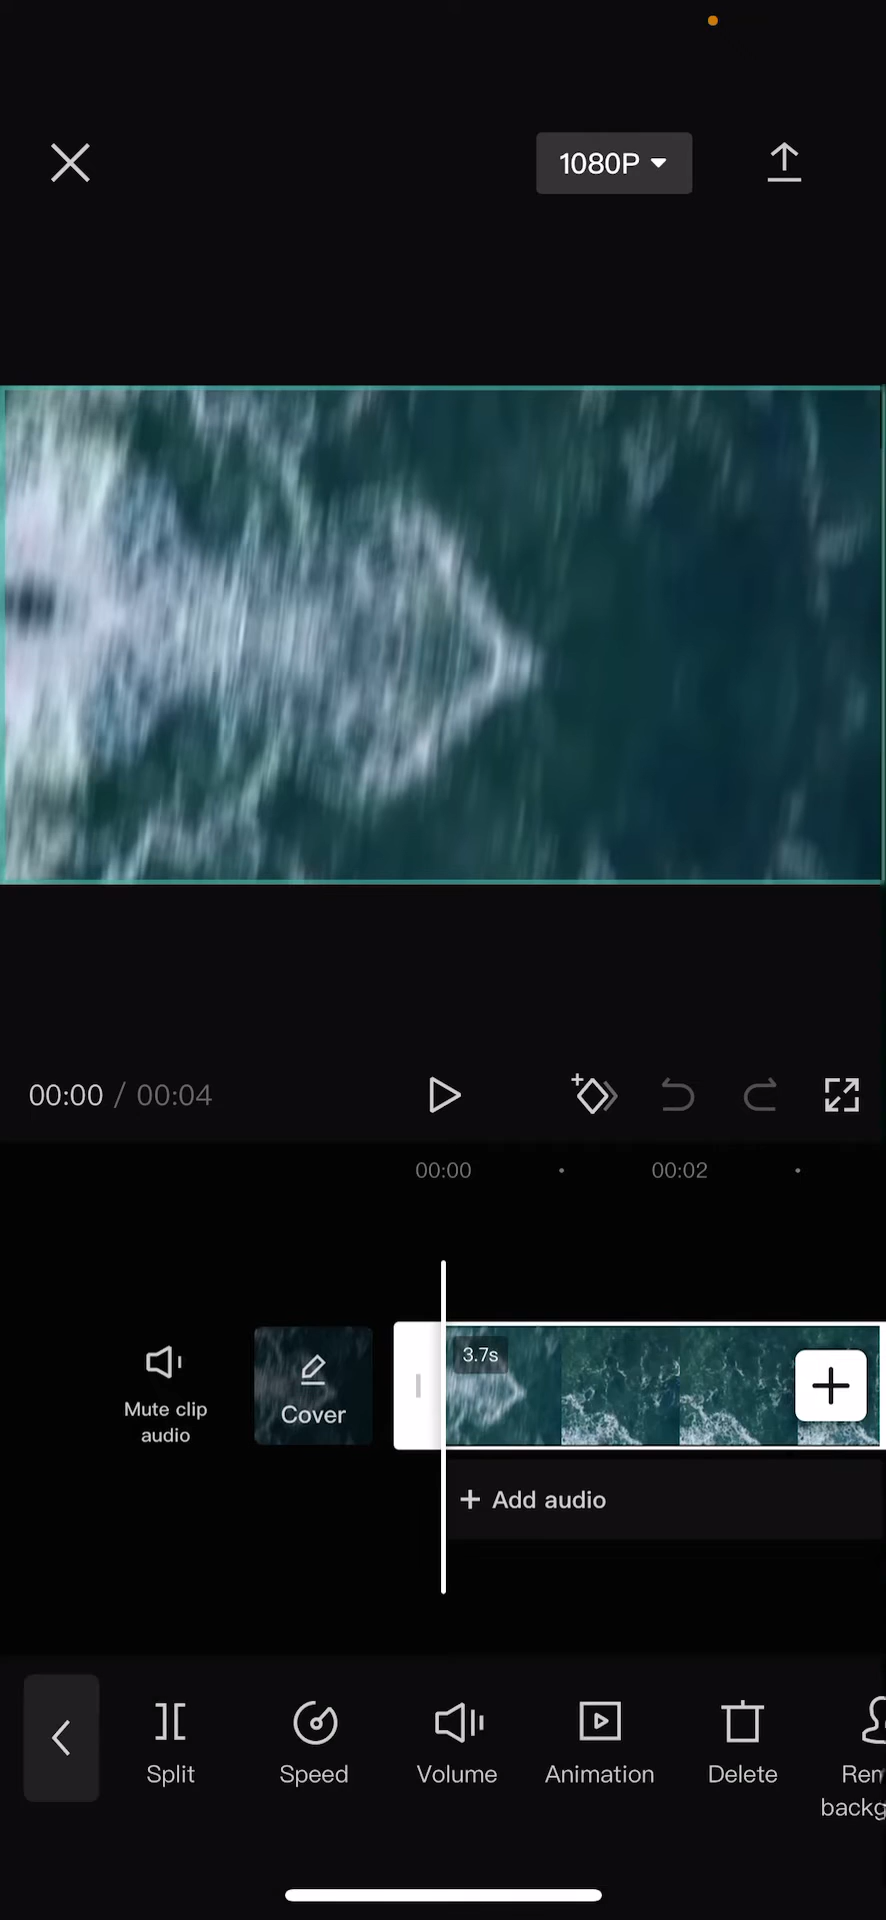 1080P
00:00 / 00:04
00:00
00:02
Mute clip
audio
Cover
3.7s
Add audio
Split
Speed
Volume
Animation
Delete